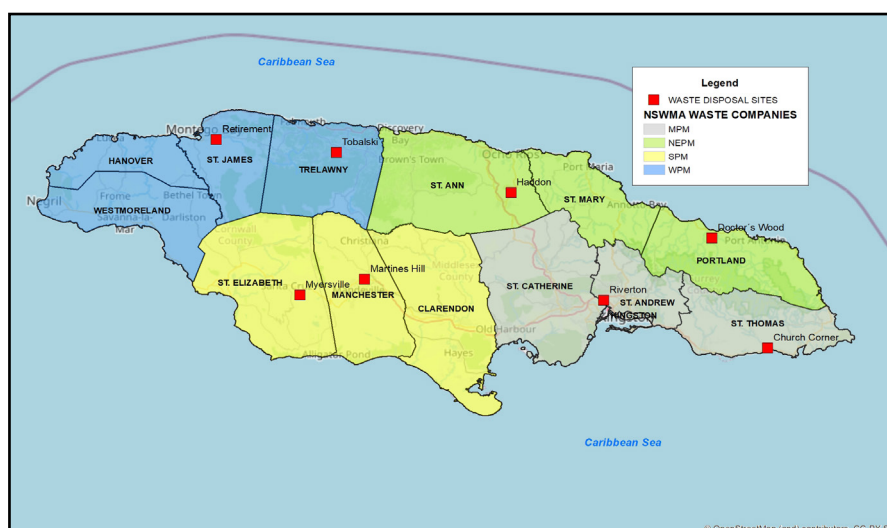 Caribbean Sea
Legend
WASTE DISPOSAL SITES
NSWMA WASTE COMPANIES
MPM
NEPM
SPM
WPM
Montego
Retirement
Discovery
Bay
Tobalski
Brown's Town
Ocho Rios
HANOVER
ST. JAMES
TRELAWNY
Port Maria
ST. ANN
Haddon
ST. MARY
Negril
Frome
Bethel Town
WESTMORELAND
Savanna-la-
Mar
Darliston
Annotto Bay
Doctor's Wood
Port Antonio
Cornwall
County
Christiana
PORTLAND
Middlesex
County
Martines Hill
ST. ELIZABETH
Myersville
MANCHESTER
CLARENDON
ST. CATHERINE
Riverton
ST. ANDREW
KINGSTON
ST. THOMAS
Old Harbour
Church Corner
Alligator Pond
Hayes
Caribbean Sea